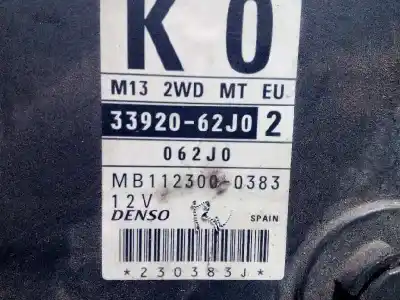 K 0
M13 2WD MT EU
33920-62J0 2
062J0
MB112300-0383
12V
DENSO SPAIN
*230383J*